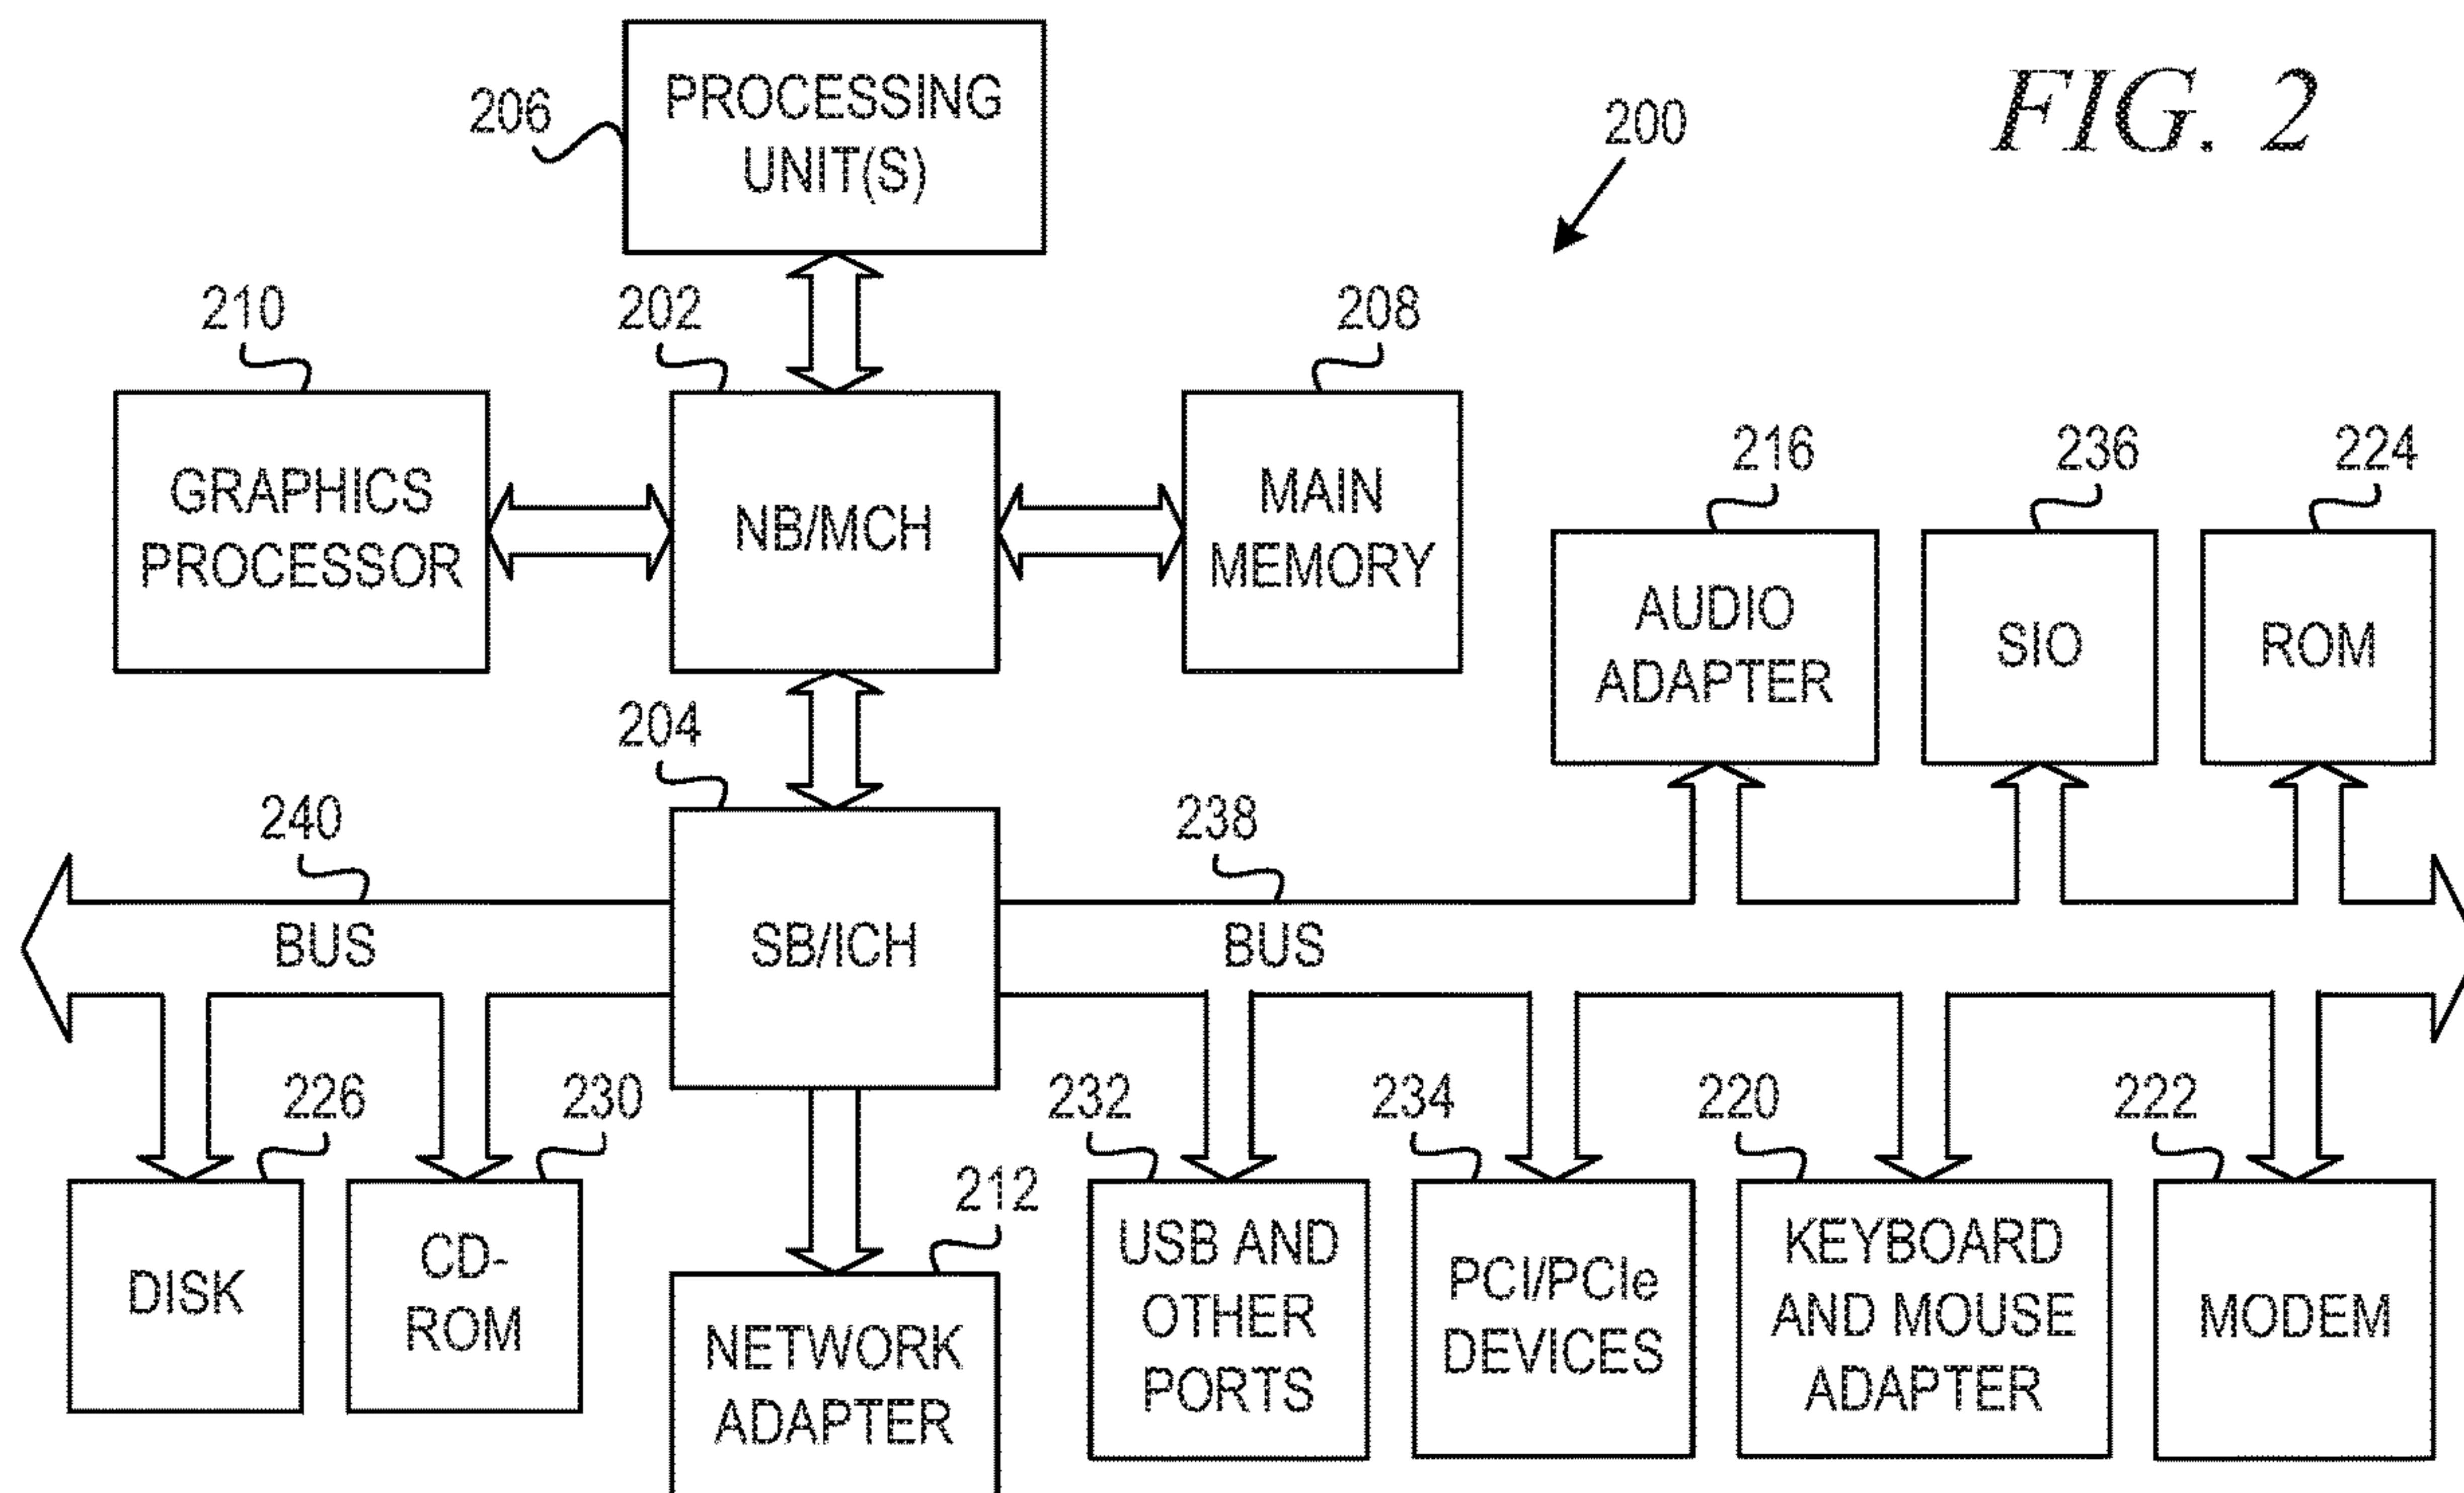 FIG. 2
200
206
PROCESSING
UNIT(S)
210
202
208
GRAPHICS
PROCESSOR
NB/MCH
MAIN
MEMORY
216
236
224
AUDIO
ADAPTER
SIO
ROM
204
240
238
BUS
SB/ICH
BUS
226
230
212
232
234
220
222
DISK
CD-
ROM
NETWORK
ADAPTER
USB AND
OTHER
PORTS
PCI/PCIe
DEVICES
KEYBOARD
AND MOUSE
ADAPTER
MODEM